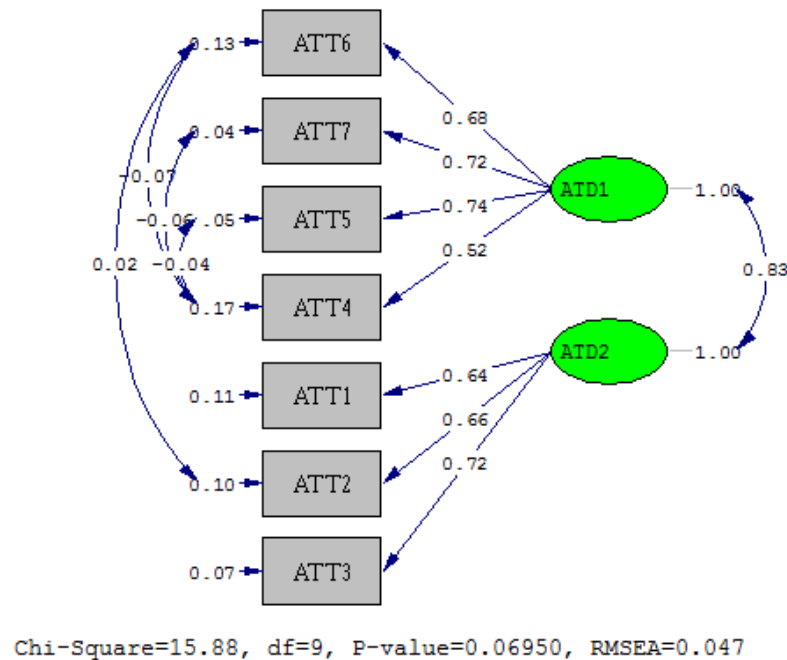 0.13 ATT6
0.68
0.04 ATT7
0.72
-0.07
ATD1 1.00
0.74
-0.06 .05 ATT5
0.52
0.02 -0.04
0.83
0.17 ATT4
ATD2 1.00
0.64
0.11 ATT1
0.66
0.72
0.10 ATT2
0.07 ATT3
Chi-Square=15.88, df=9, P-value=0.06950, RMSEA=0.047